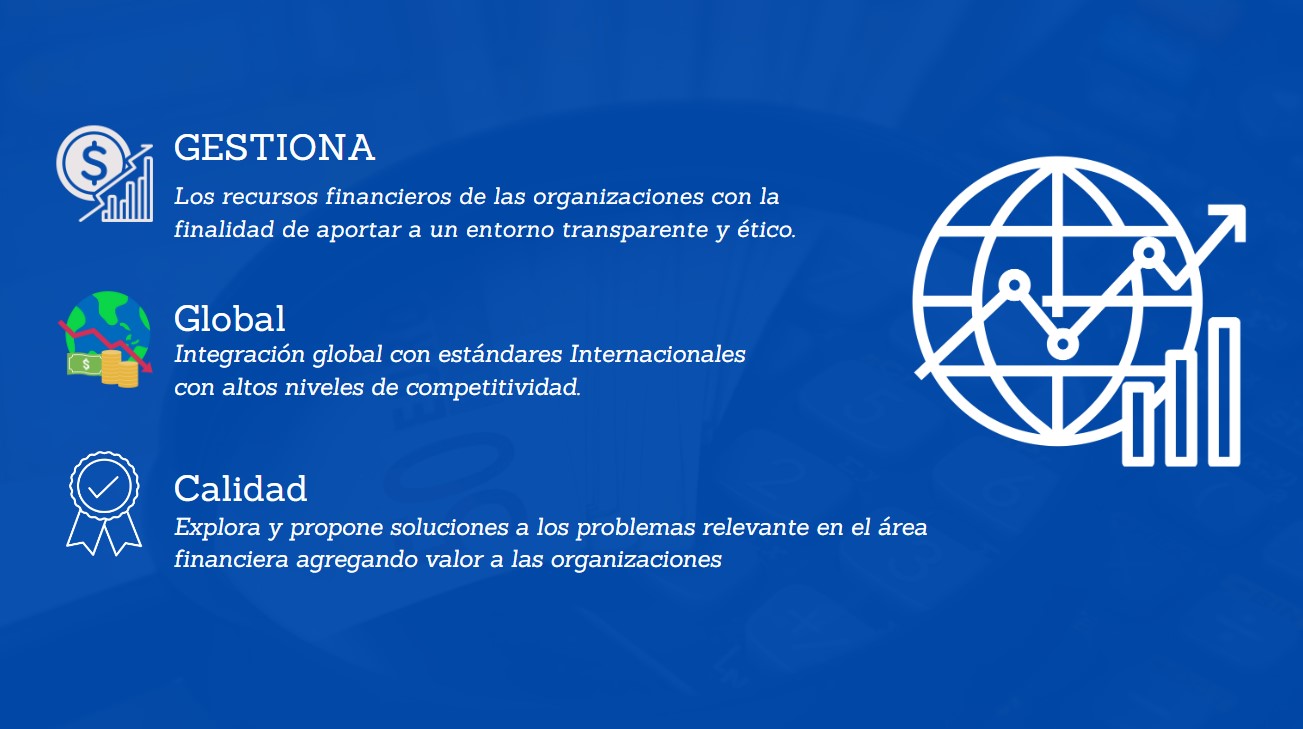 GESTIONA
Los recursos financieros de las organizaciones con la
finalidad de aportar a un entorno transparente y ético.
Global
Integración global con estándares Internacionales
con altos niveles de competitividad.
Calidad
Explora y propone soluciones a los problemas relevante en el área
financiera agregando valor a las organizaciones